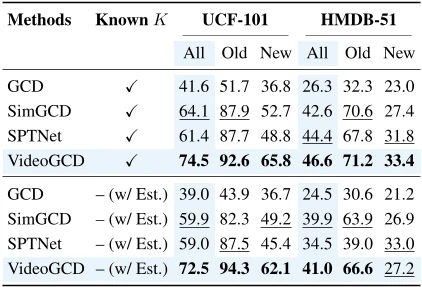 Methods Known K UCF-101 HMDB-51
All Old New All Old New
GCD ✓ 41.6 51.7 36.8 26.3 32.3 23.0
SimGCD ✓ 64.1 87.9 52.7 42.6 70.6 27.4
SPTNet ✓ 61.4 87.7 48.8 44.4 67.8 31.8
VideoGCD ✓ 74.5 92.6 65.8 46.6 71.2 33.4
GCD – (w/ Est.) 39.0 43.9 36.7 24.5 30.6 21.2
SimGCD – (w/ Est.) 59.9 82.3 49.2 39.9 63.9 26.9
SPTNet – (w/ Est.) 59.0 87.5 45.4 34.5 39.0 33.0
VideoGCD – (w/ Est.) 72.5 94.3 62.1 41.0 66.6 27.2